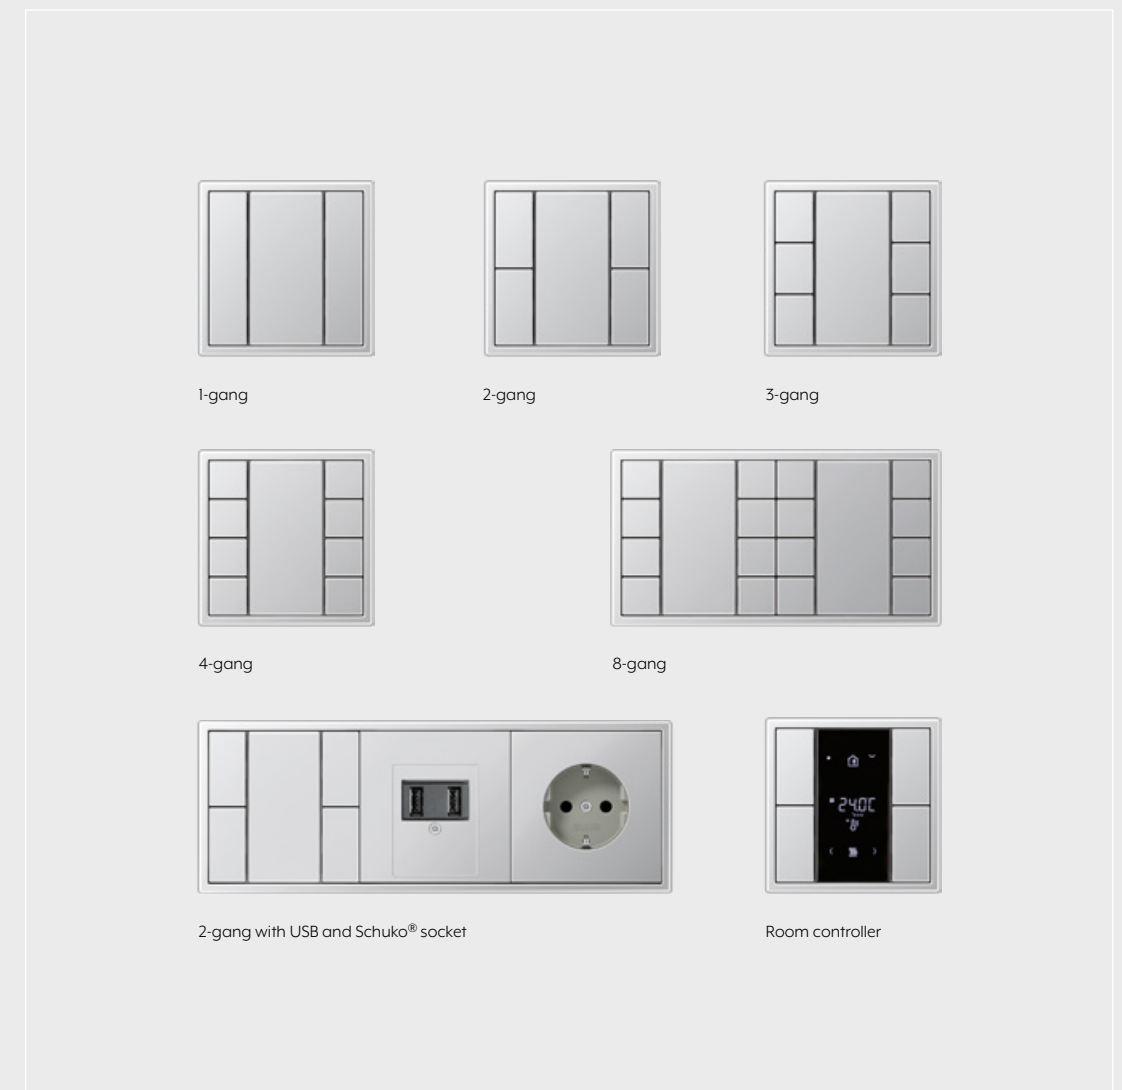 1-gang
2-gang
3-gang
4-gang
8-gang
24.0C
2-gang with USB and Schuko® socket
Room controller